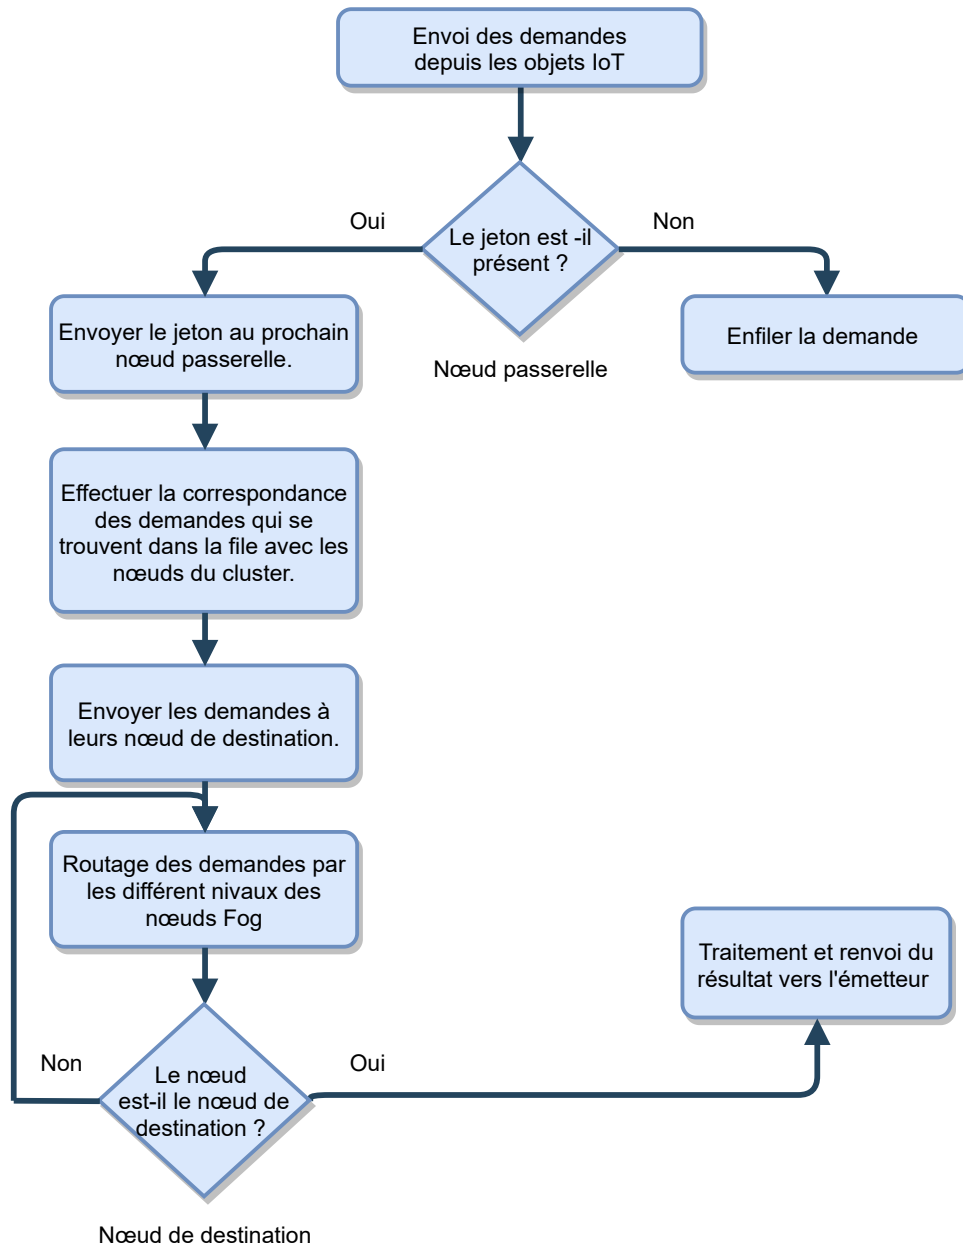 Envoi des demandes
depuis les objets IoT
Oui
Non
Le jeton est -il
présent ?
Envoyer le jeton au prochain
nœud passerelle.
Enfiler la demande
Nœud passerelle
Effectuer la correspondance
des demandes qui se
trouvent dans la file avec les
nœuds du cluster.
Envoyer les demandes à
leurs nœud de destination.
Routage des demandes par
les différent nivaux des
nœuds Fog
Traitement et renvoi du
résultat vers l'émetteur
Non
Oui
Le nœud
est-il le nœud de
destination ?
Nœud de destination